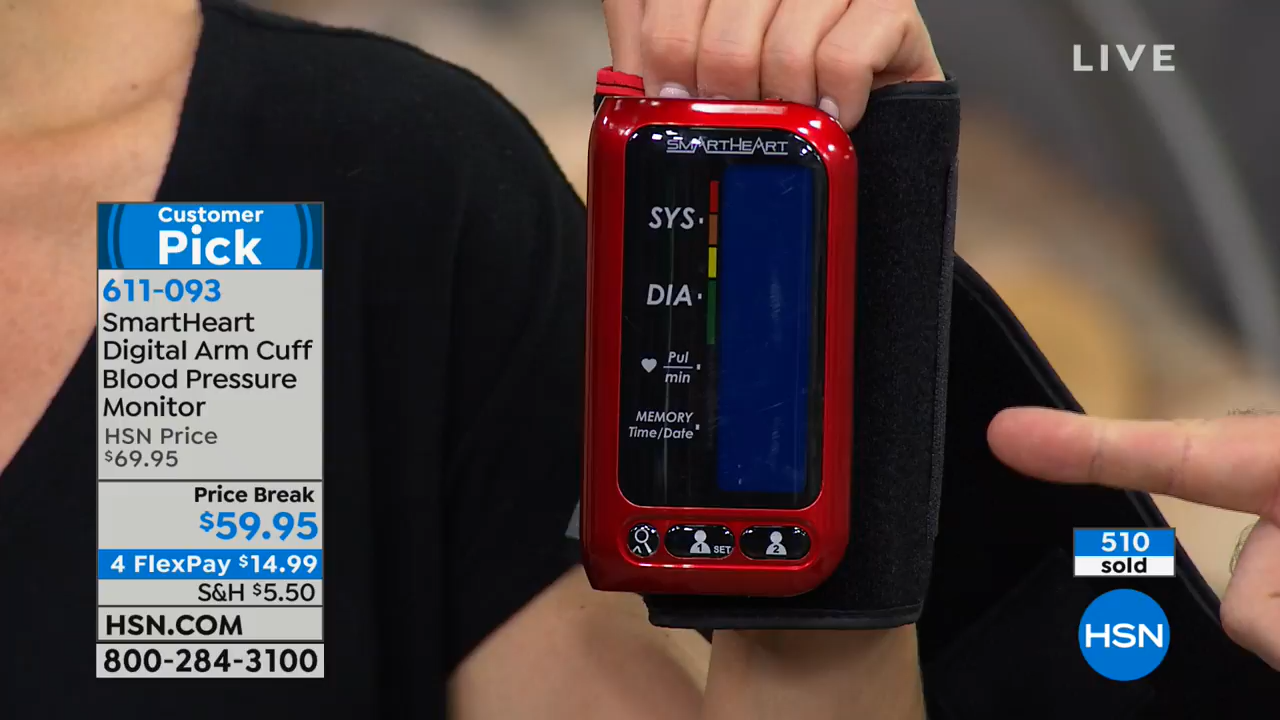 LIVE
Customer
Pick
611-093
SmartHeart
Digital Arm Cuff
Blood Pressure
Monitor
HSN Price
$69.95
Price Break
$59.95
4 FlexPay $14.99
S&H $5.50
HSN.COM
800-284-3100
SMARTHEART
SYS
DIA
Pul
min
MEMORY
Time/Date
1 SET
2
510
sold
HSN